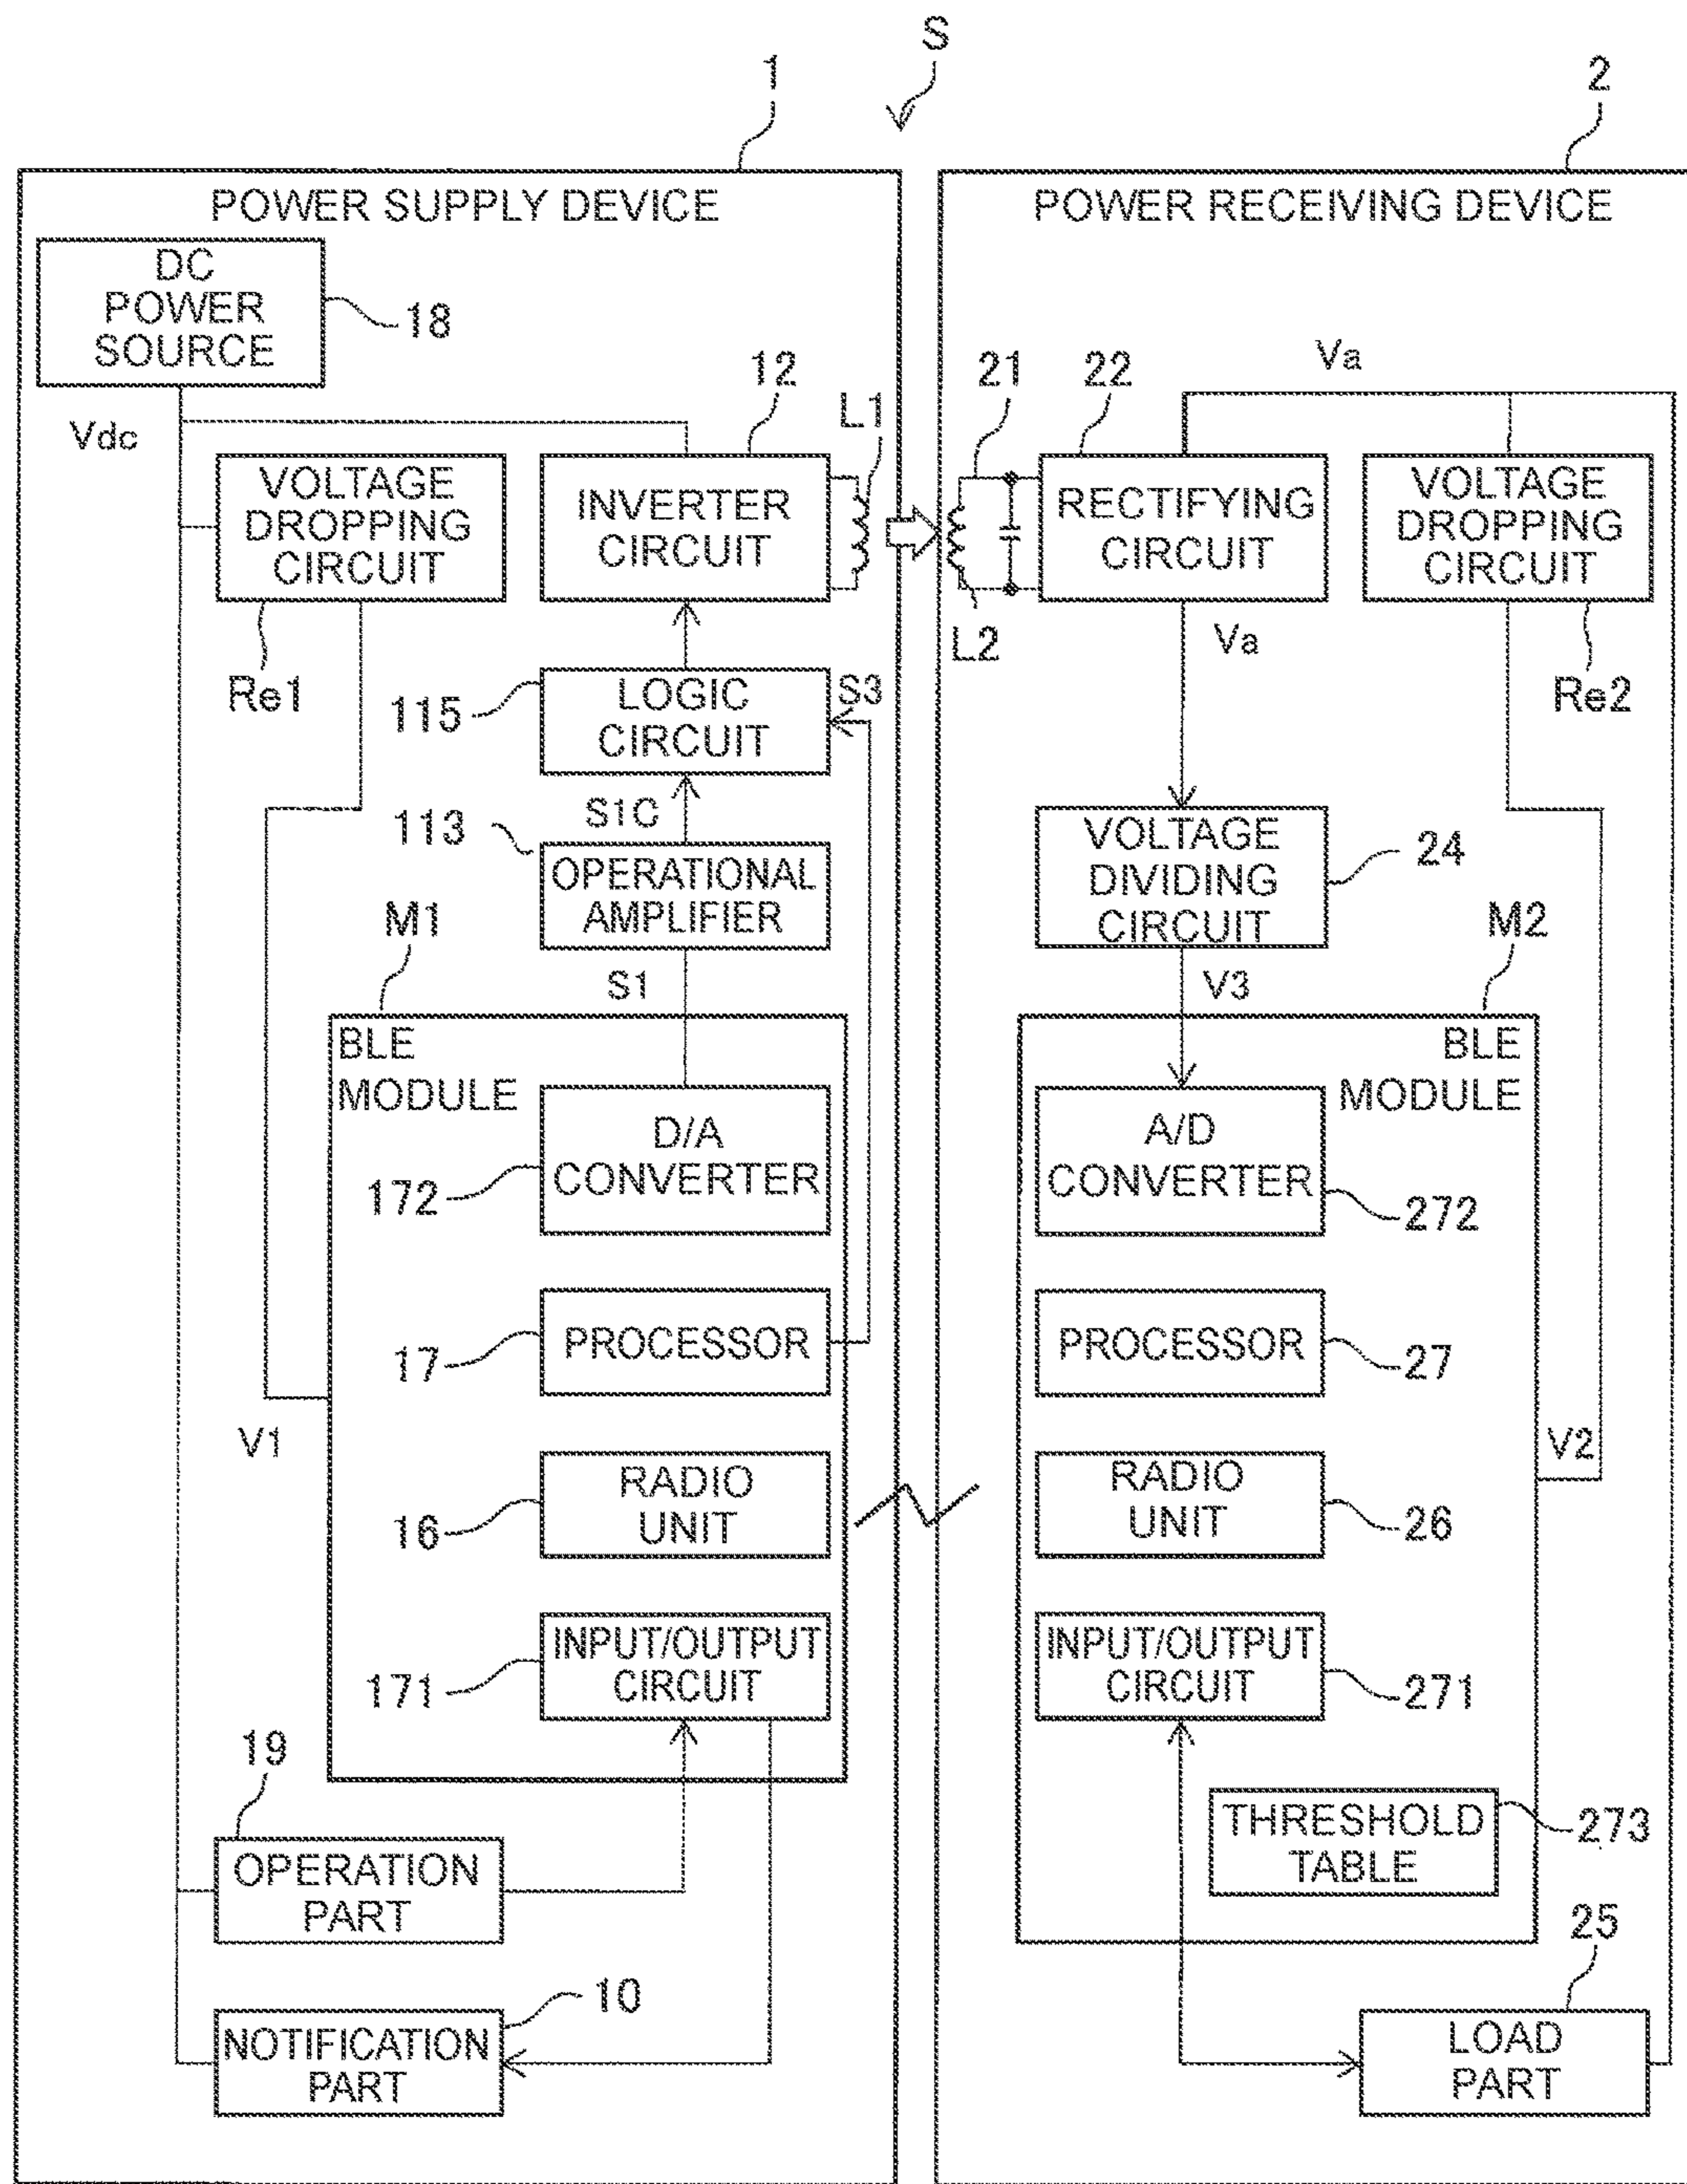 S
1
2
POWER SUPPLY DEVICE
POWER RECEIVING DEVICE
DC
POWER
SOURCE
18
Vdc
12
L1
21
22
Va
VOLTAGE
DROPPING
CIRCUIT
INVERTER
CIRCUIT
RECTIFYING
CIRCUIT
VOLTAGE
DROPPING
CIRCUIT
L2
Va
Re1
115
LOGIC
CIRCUIT
S3
Re2
S1C
113
OPERATIONAL
AMPLIFIER
VOLTAGE
DIVIDING
CIRCUIT
24
M1
M2
S1
V3
BLE
MODULE
BLE
MODULE
D/A
CONVERTER
172
A/D
CONVERTER
272
17
PROCESSOR
PROCESSOR
27
V1
V2
16
RADIO
UNIT
RADIO
UNIT
26
171
INPUT/OUTPUT
CIRCUIT
INPUT/OUTPUT
CIRCUIT
271
19
OPERATION
PART
THRESHOLD
TABLE
273
25
10
NOTIFICATION
PART
LOAD
PART